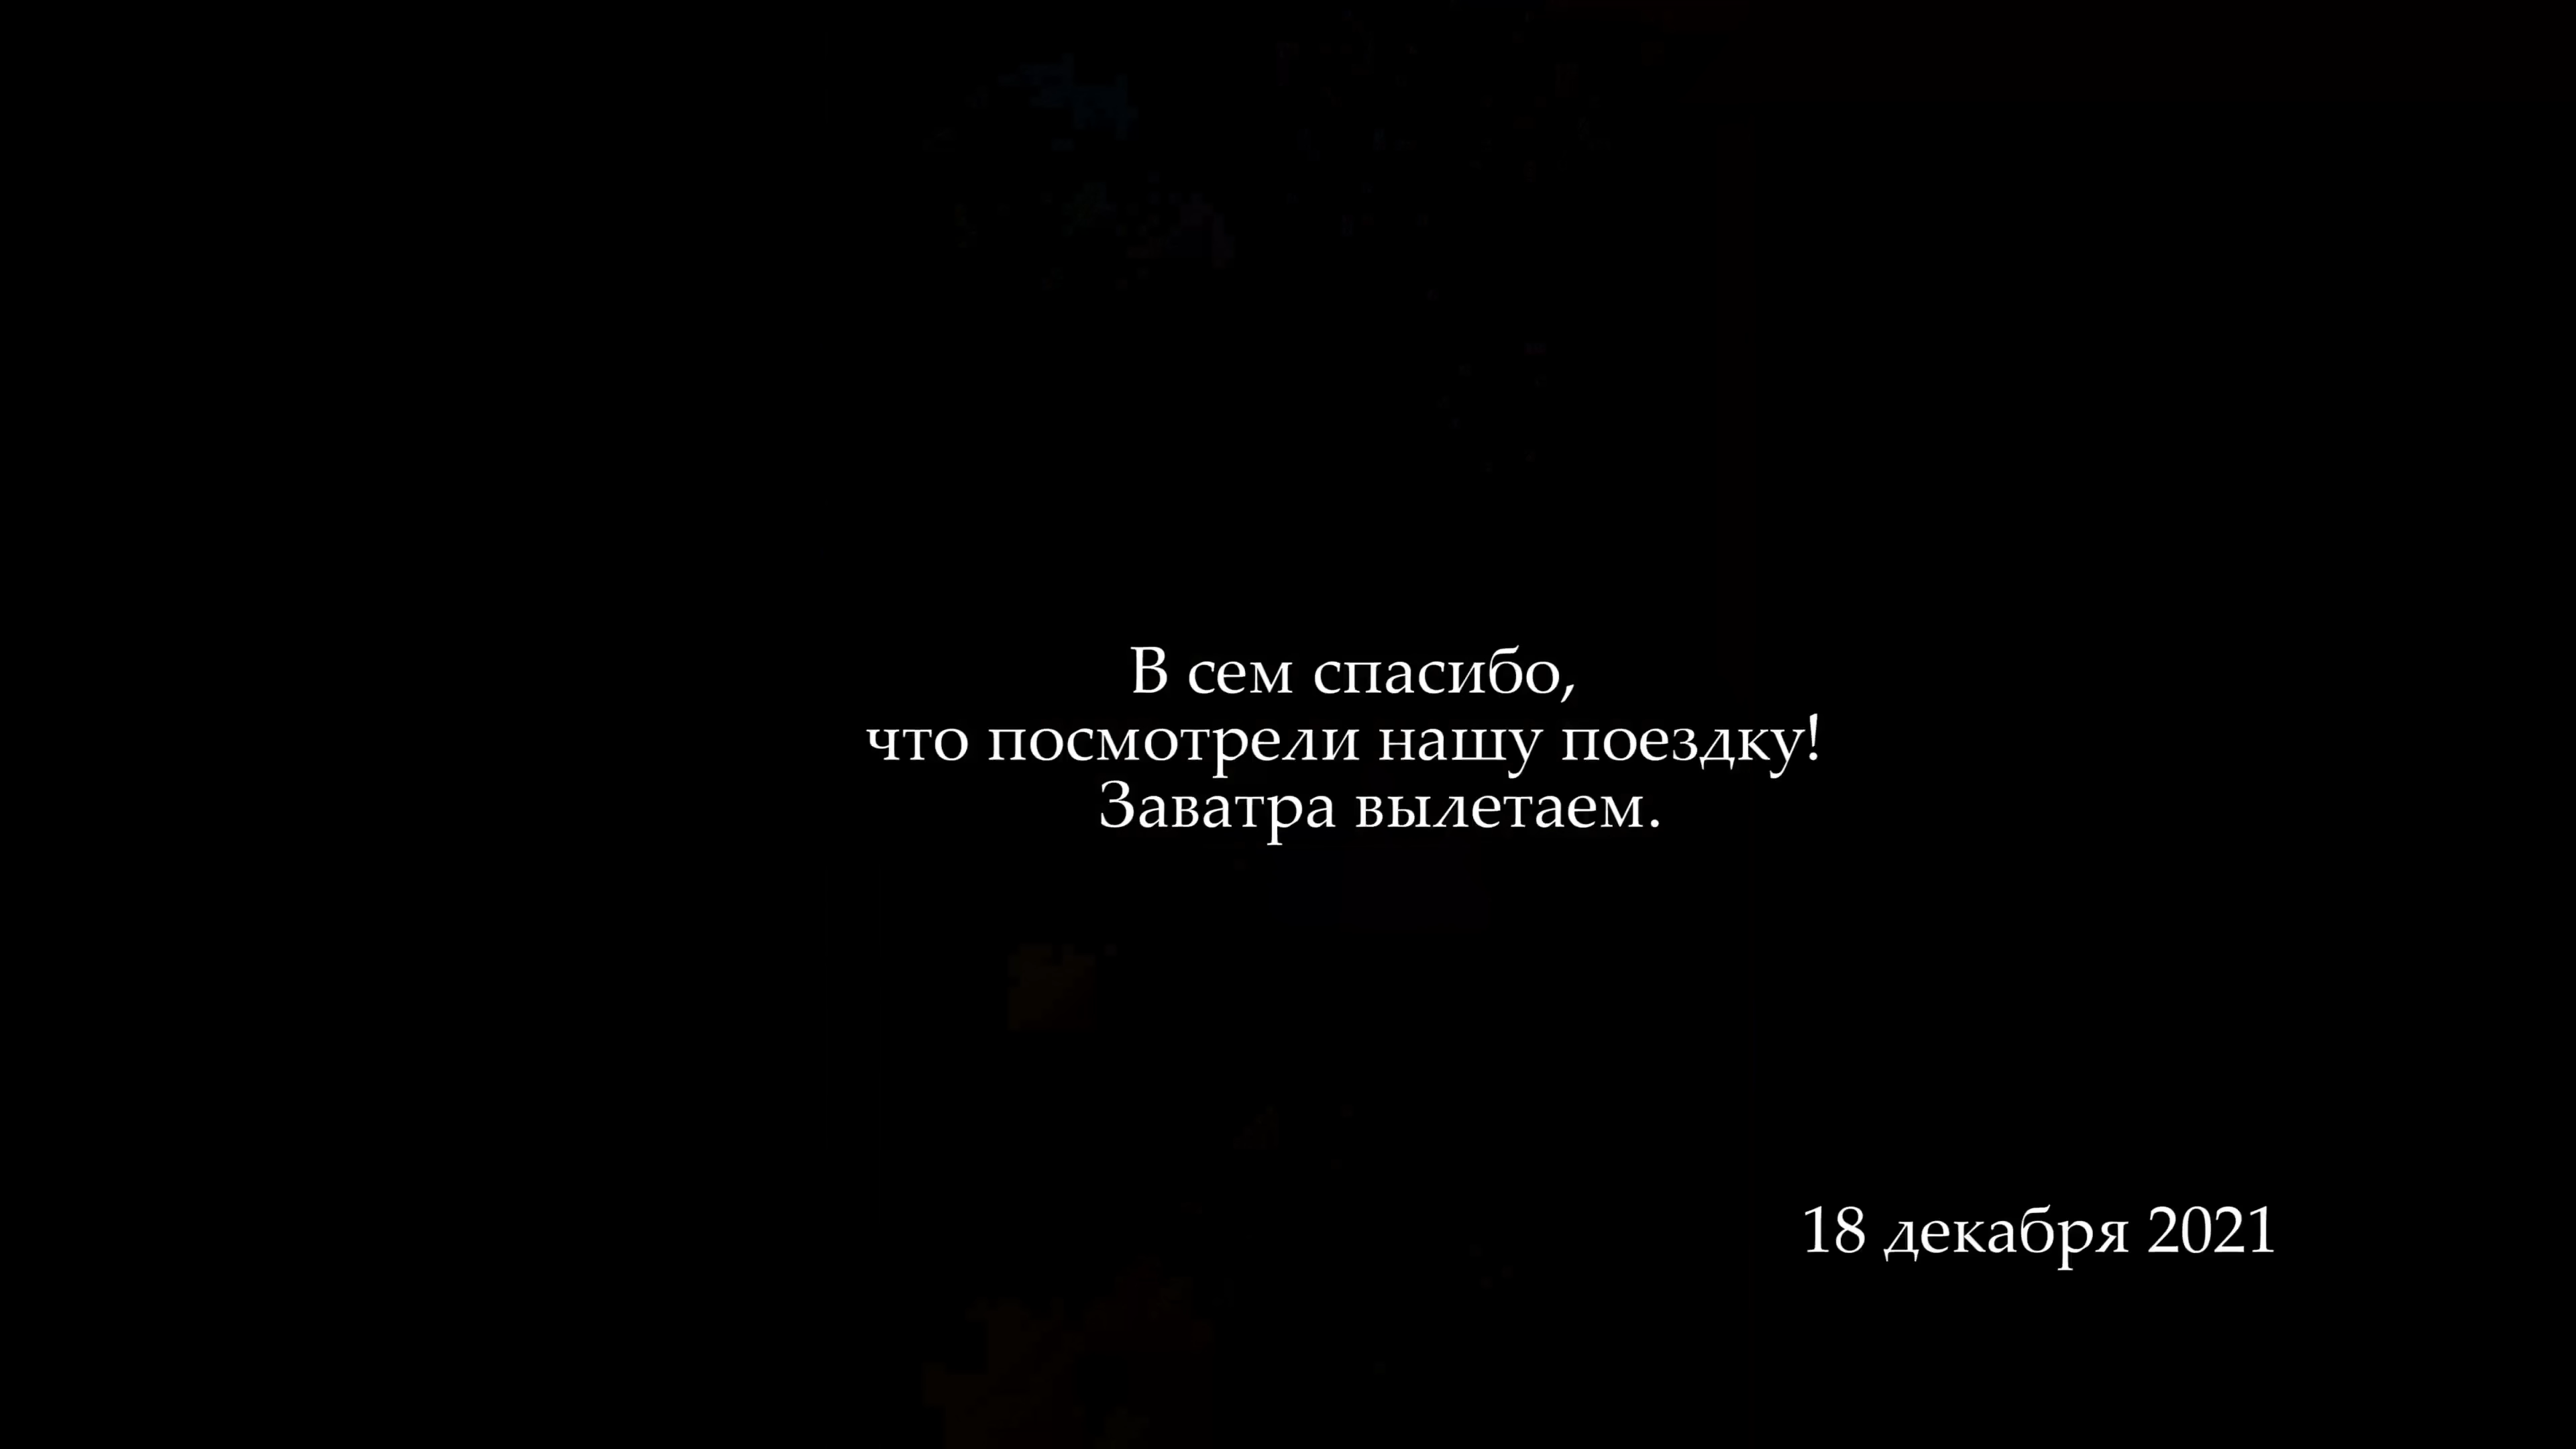 В сем спасибо,
что посмотрели нашу поездку!
Заватра вылетаем.
18 декабря 2021